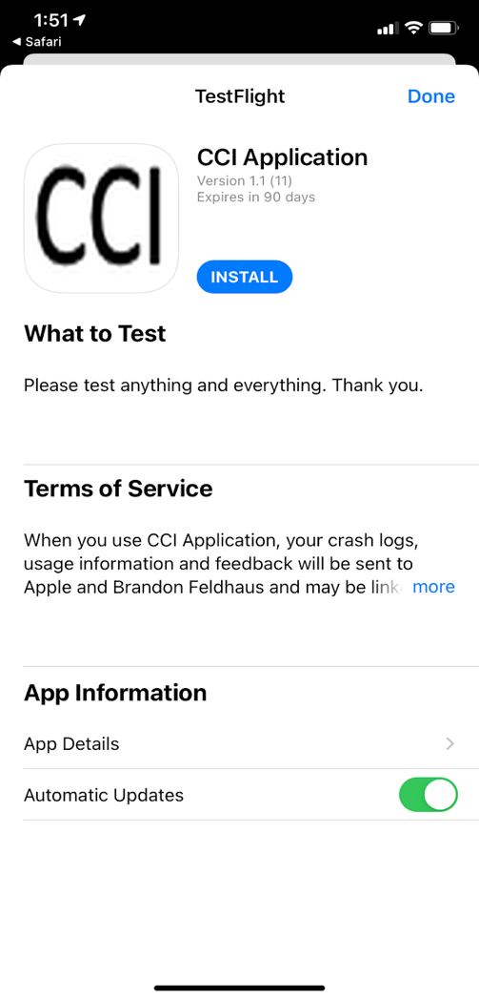 1:51
Safari
TestFlight
Done
CCI
CCI Application
Version 1.1 (11)
Expires in 90 days
INSTALL
What to Test
Please test anything and everything. Thank you.
Terms of Service
When you use CCI Application, your crash logs,
usage information and feedback will be sent to
Apple and Brandon Feldhaus and may be more
App Information
App Details
Automatic Updates